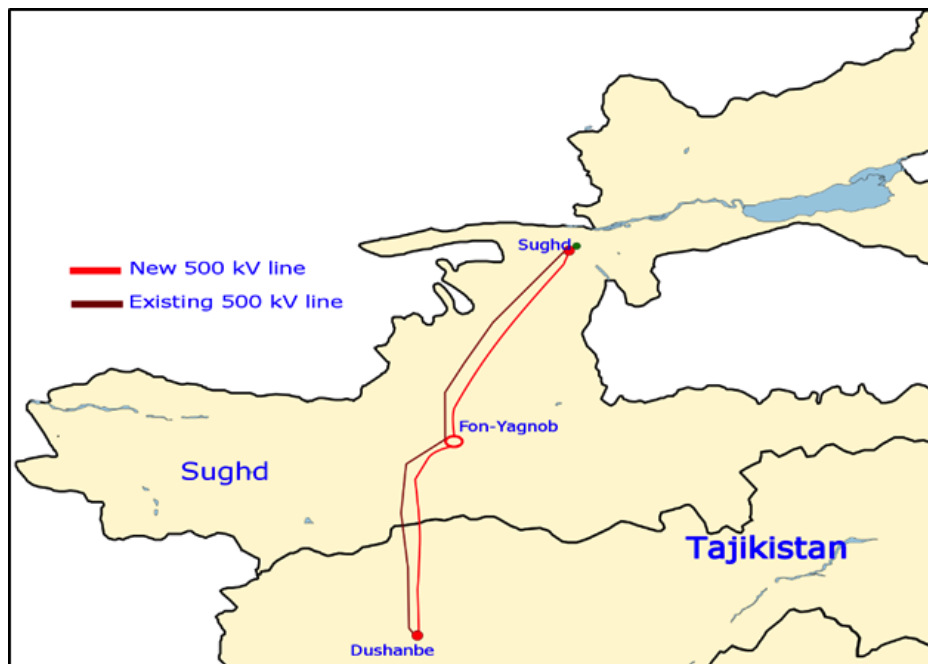 Sughd
New 500 kV line
Existing 500 kV line
Fon-Yagnob
Sughd
Tajikistan
Dushanbe